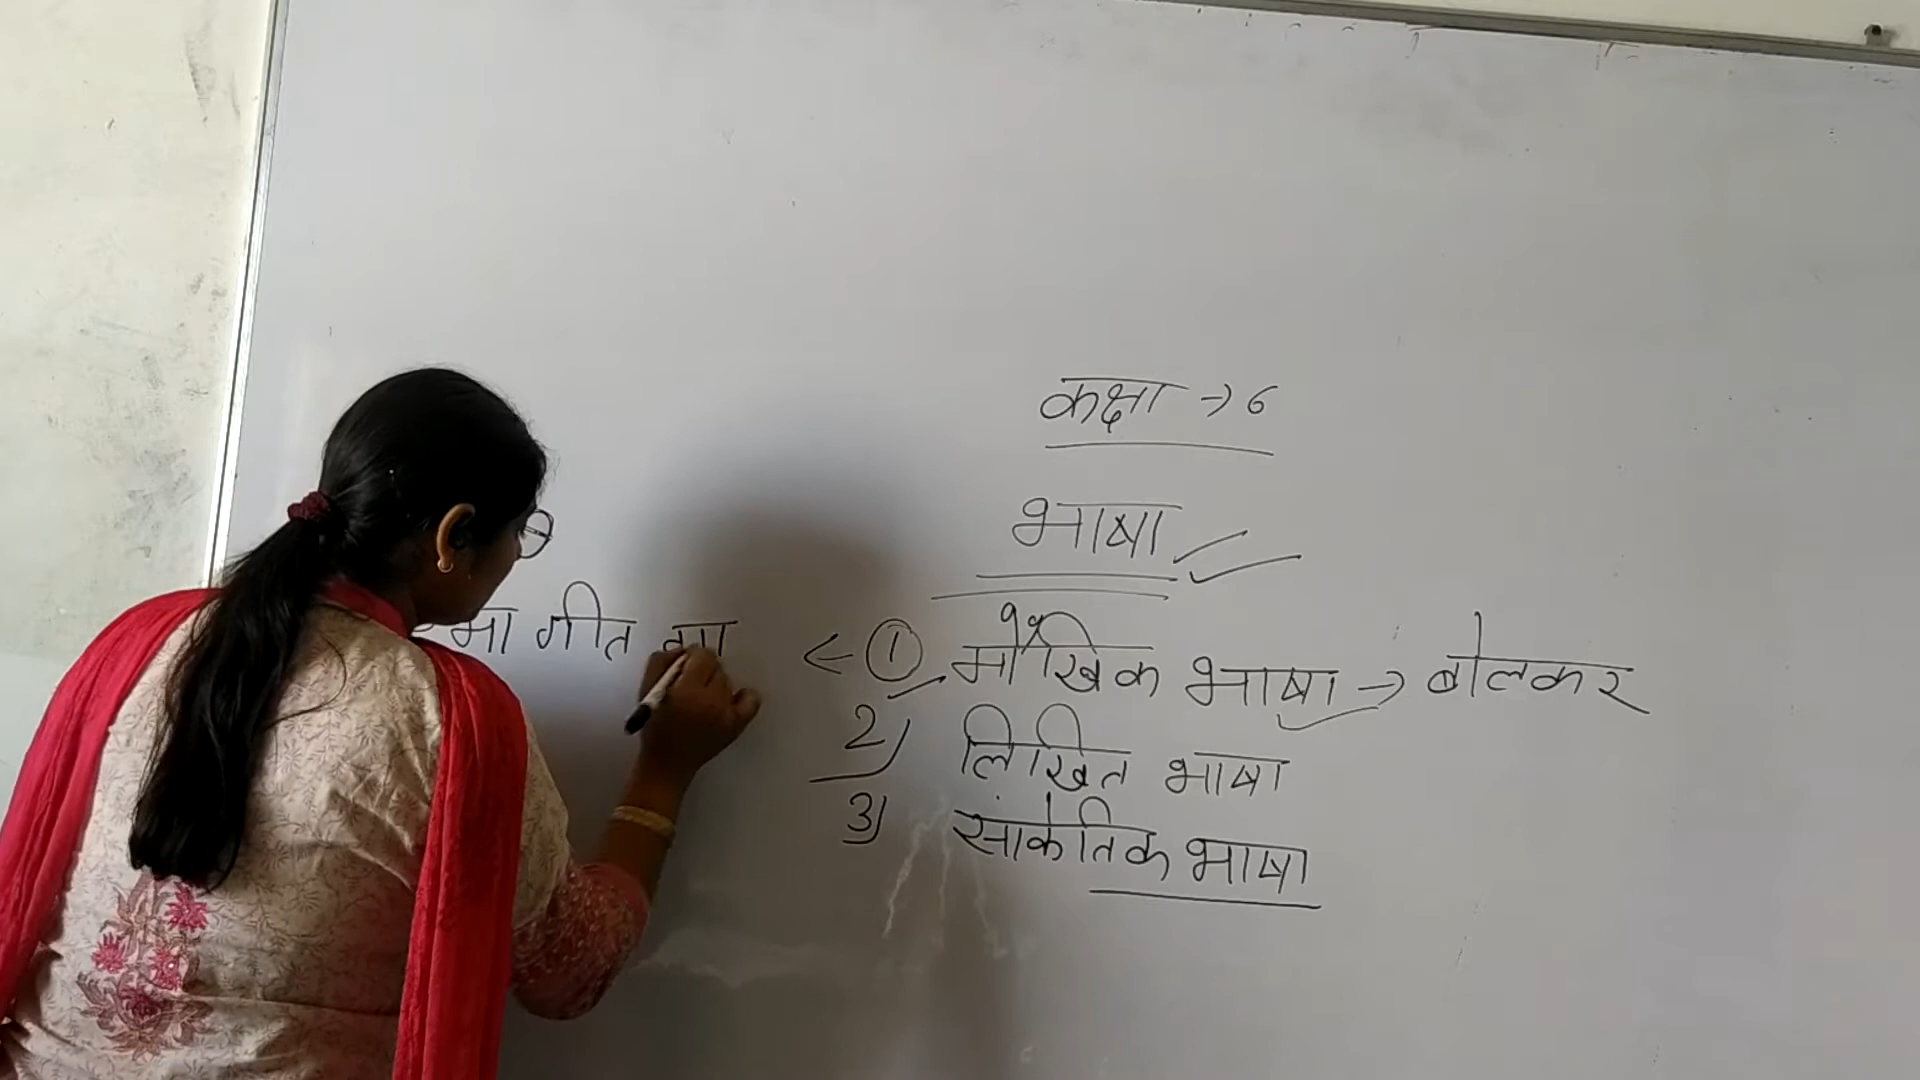 कक्षा → 6
भाषा
गीत गा ← ① मौखिक भाषा → बोलकर
2) लिखित भाषा
3) सांकेतिक भाषा